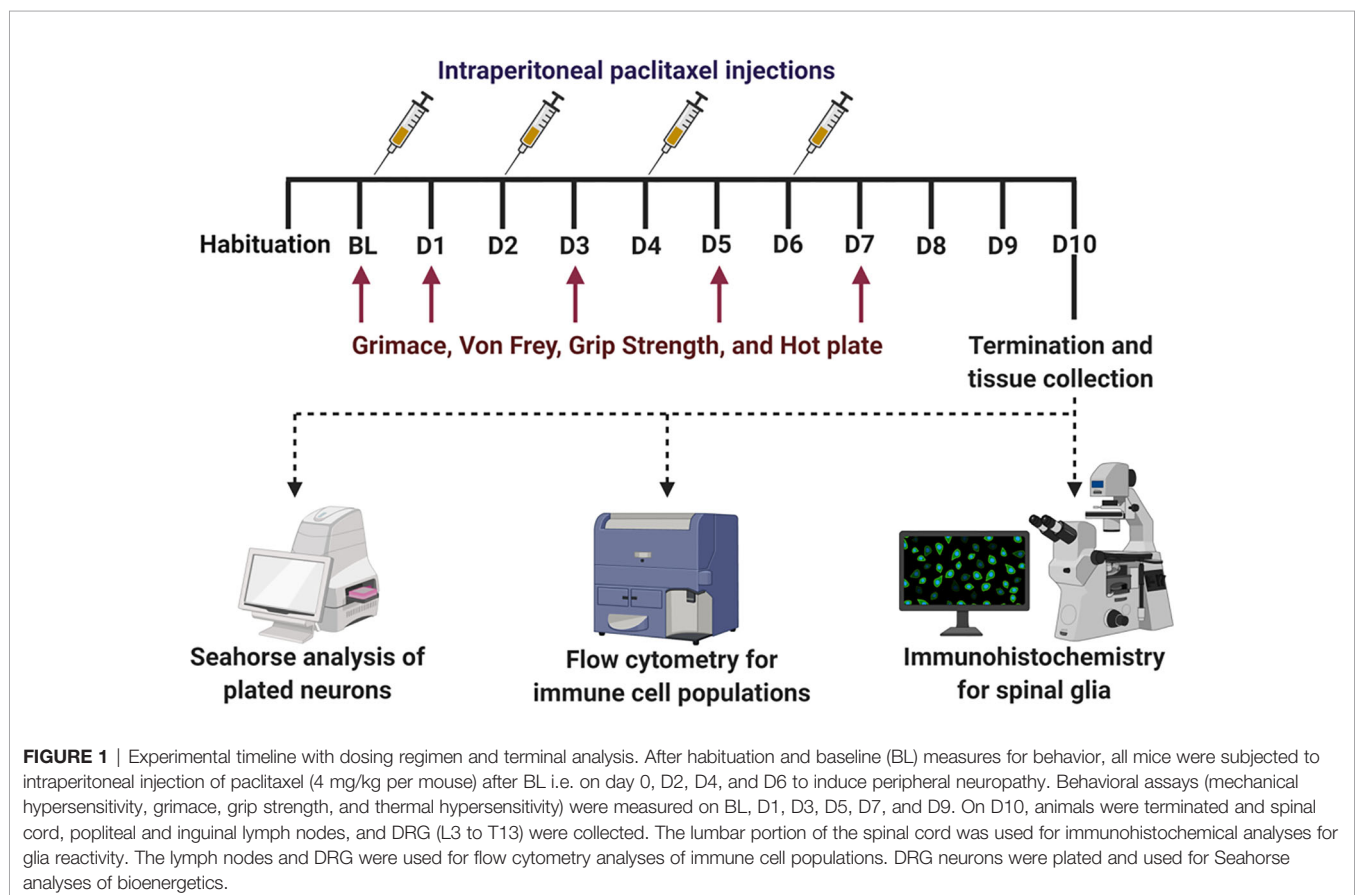 Intraperitoneal paclitaxel injections
Habituation BL D1 D2 D3 D4 D5 D6 D7 D8 D9 D10
Grimace, Von Frey, Grip Strength, and Hot plate
Termination and
tissue collection
Seahorse analysis of
plated neurons
Flow cytometry for
immune cell populations
Immunohistochemistry
for spinal glia
FIGURE 1 | Experimental timeline with dosing regimen and terminal analysis. After habituation and baseline (BL) measures for behavior, all mice were subjected to
intraperitoneal injection of paclitaxel (4 mg/kg per mouse) after BL i.e. on day 0, D2, D4, and D6 to induce peripheral neuropathy. Behavioral assays (mechanical
hypersensitivity, grimace, grip strength, and thermal hypersensitivity) were measured on BL, D1, D3, D5, D7, and D9. On D10, animals were terminated and spinal
cord, popliteal and inguinal lymph nodes, and DRG (L3 to T13) were collected. The lumbar portion of the spinal cord was used for immunohistochemical analyses for
glia reactivity. The lymph nodes and DRG were used for flow cytometry analyses of immune cell populations. DRG neurons were plated and used for Seahorse
analyses of bioenergetics.